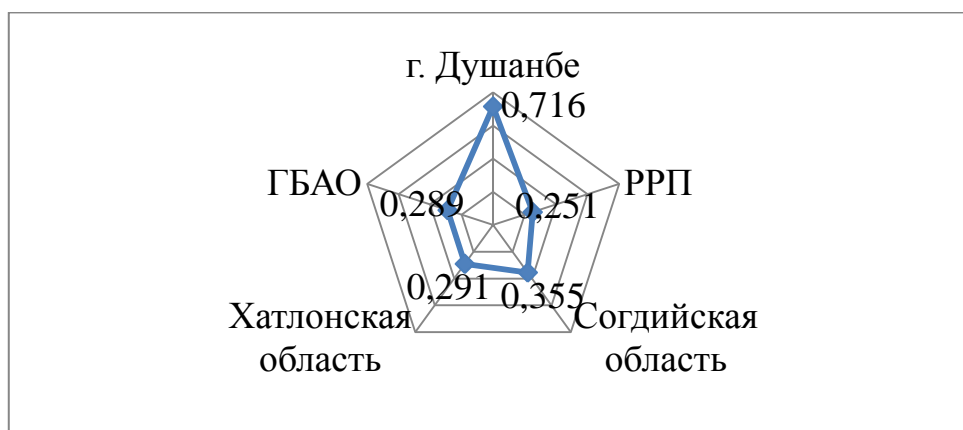 г. Душанбе
0,716
ГБАО
0,289
0,251
РРП
0,291
0,355
Хатлонская
область
Согдийская
область